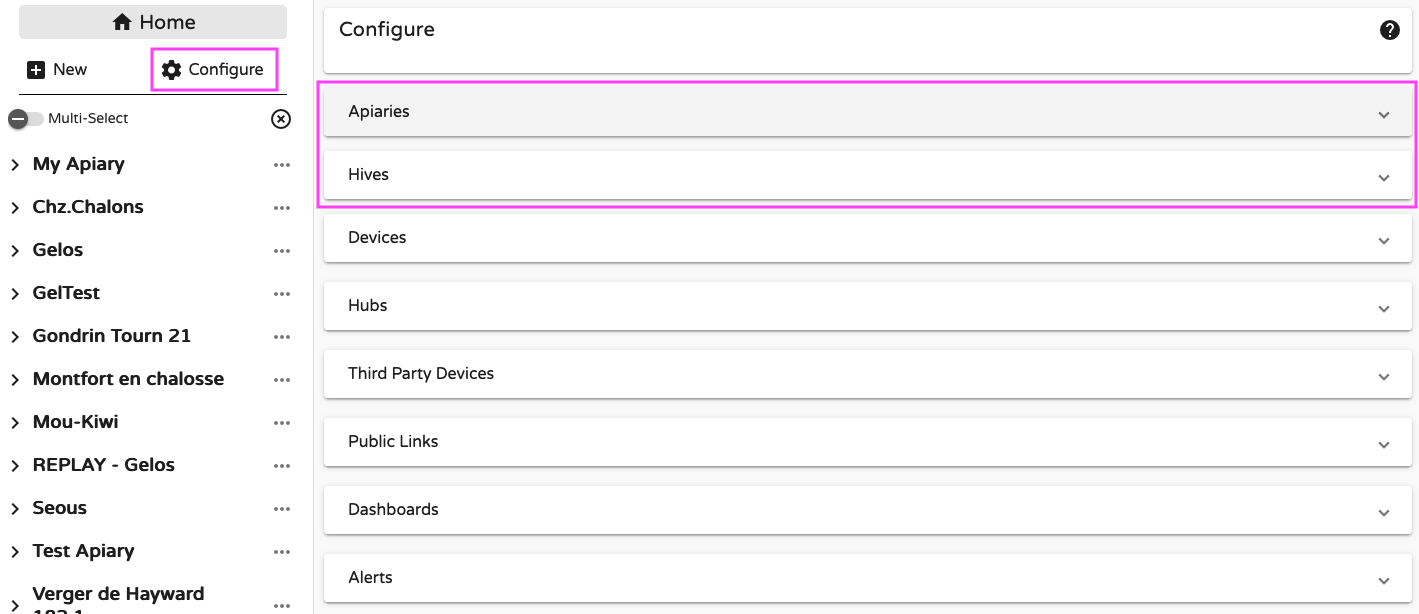 Home
New
Configure
Multi-Select
My Apiary
Chz.Chalons
Gelos
GelTest
Gondrin Tourn 21
Montfort en chalosse
Mou-Kiwi
REPLAY - Gelos
Seous
Test Apiary
Verger de Hayward
Configure
Apiaries
Hives
Devices
Hubs
Third Party Devices
Public Links
Dashboards
Alerts